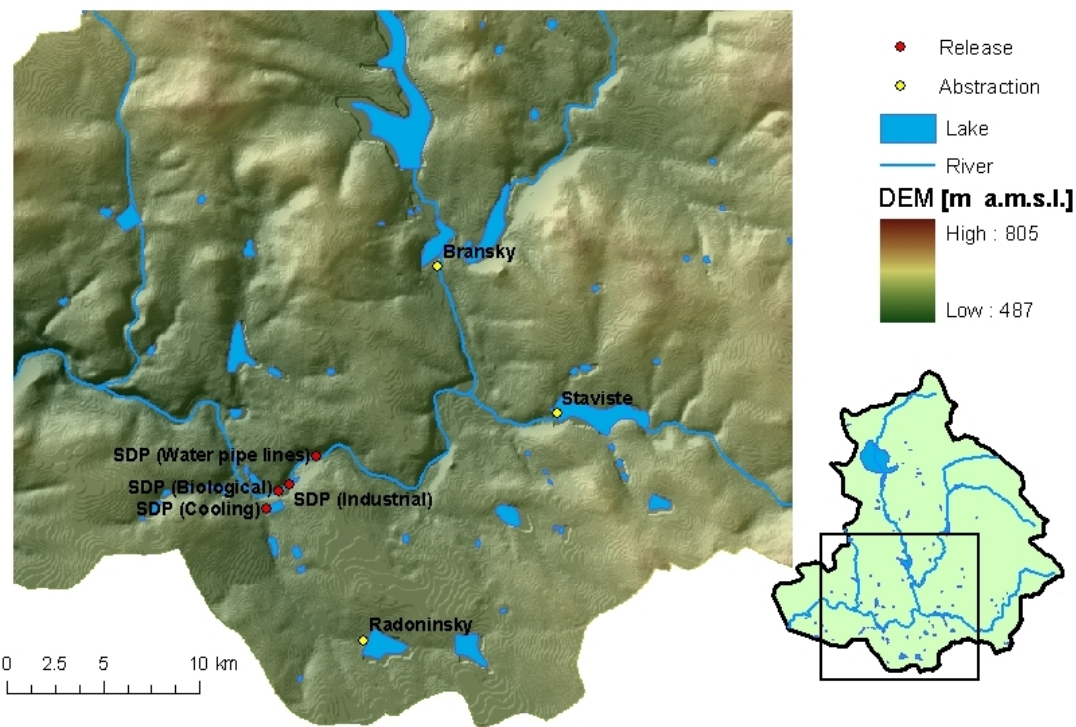 Release
Abstraction
Lake
River
DEM [m a.m.s.l.]
High : 805
Low : 487
Bransky
Staviste
SDP (Water pipe lines)
SDP (Biological)
SDP (Industrial)
SDP (Cooling)
Radoninsky
0 2.5 5 10 km